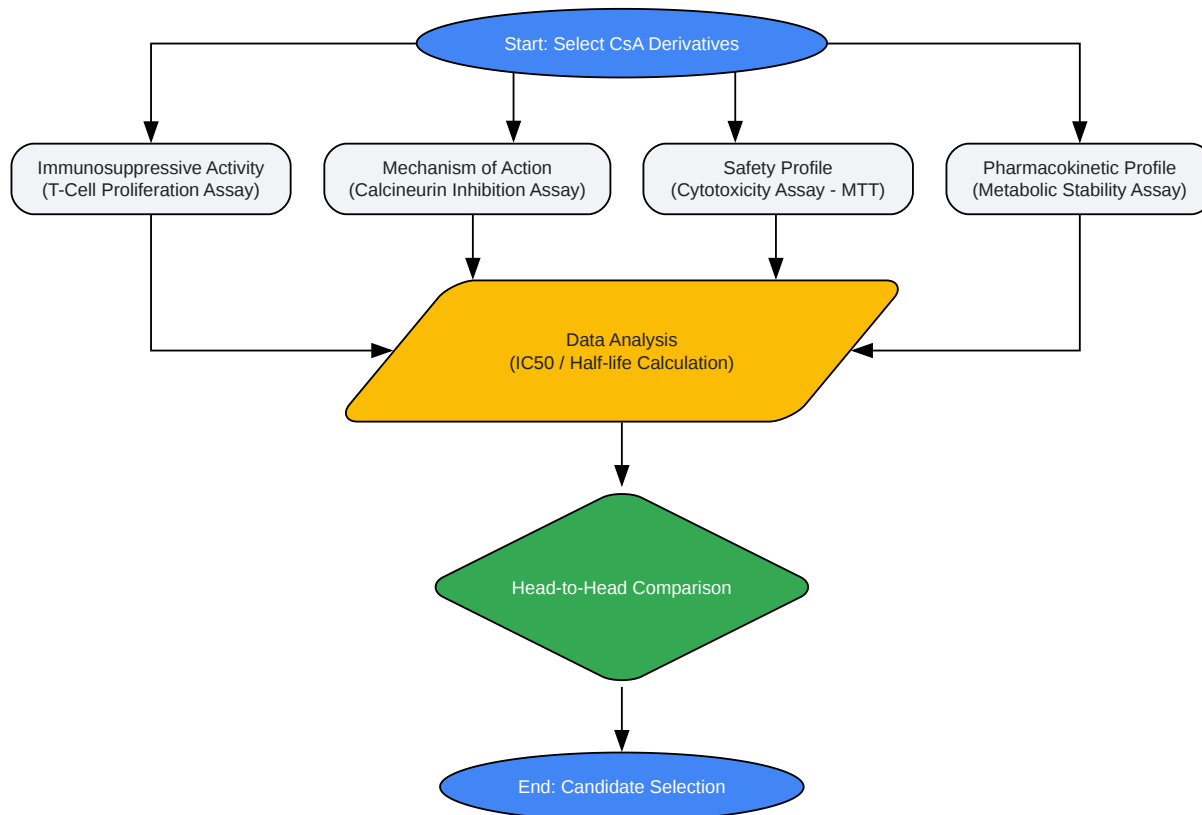 Start: Select CsA Derivatives
Immunosuppressive Activity
(T-Cell Proliferation Assay)
Mechanism of Action
(Calcineurin Inhibition Assay)
Safety Profile
(Cytotoxicity Assay - MTT)
Pharmacokinetic Profile
(Metabolic Stability Assay)
Data Analysis
(IC50 / Half-life Calculation)
Head-to-Head Comparison
End: Candidate Selection